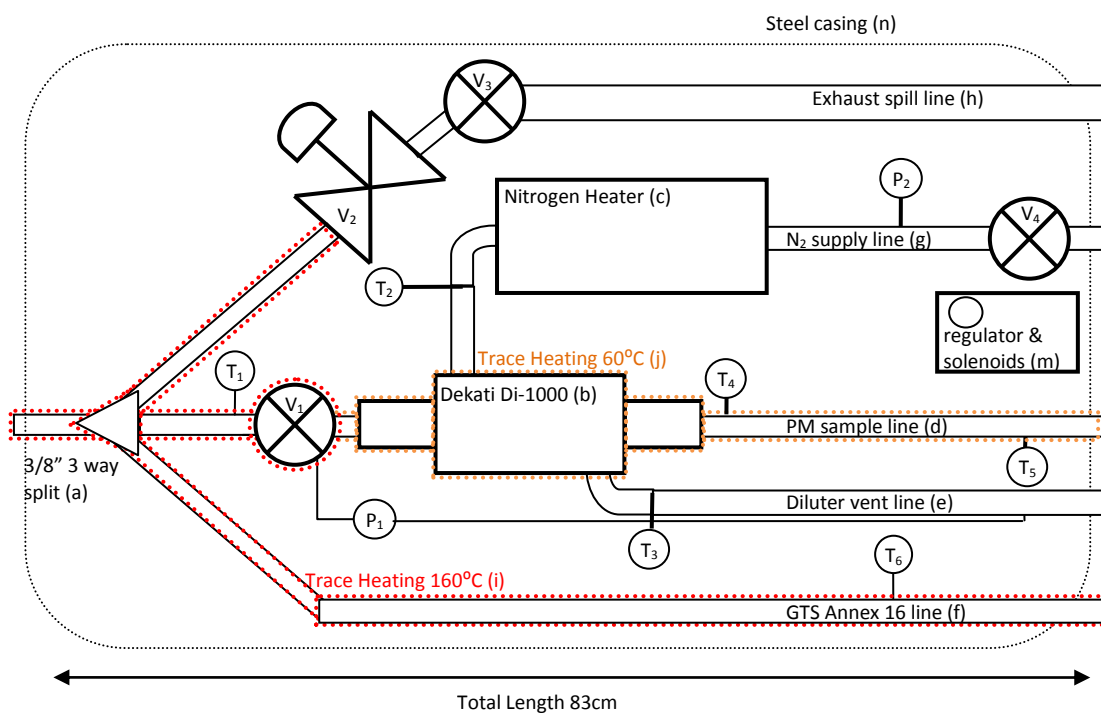 Steel casing (n)
V₃
Exhaust spill line (h)
Nitrogen Heater (c)
P₂
V₂
V₄
N₂ supply line (g)
T₂
regulator &
solenoids (m)
Trace Heating 60⁰C (j)
T₁
Dekati Di-1000 (b)
T₄
V₁
PM sample line (d)
3/8” 3 way
split (a)
T₅
Diluter vent line (e)
P₁
T₃
T₆
Trace Heating 160⁰C (i)
GTS Annex 16 line (f)
Total Length 83cm